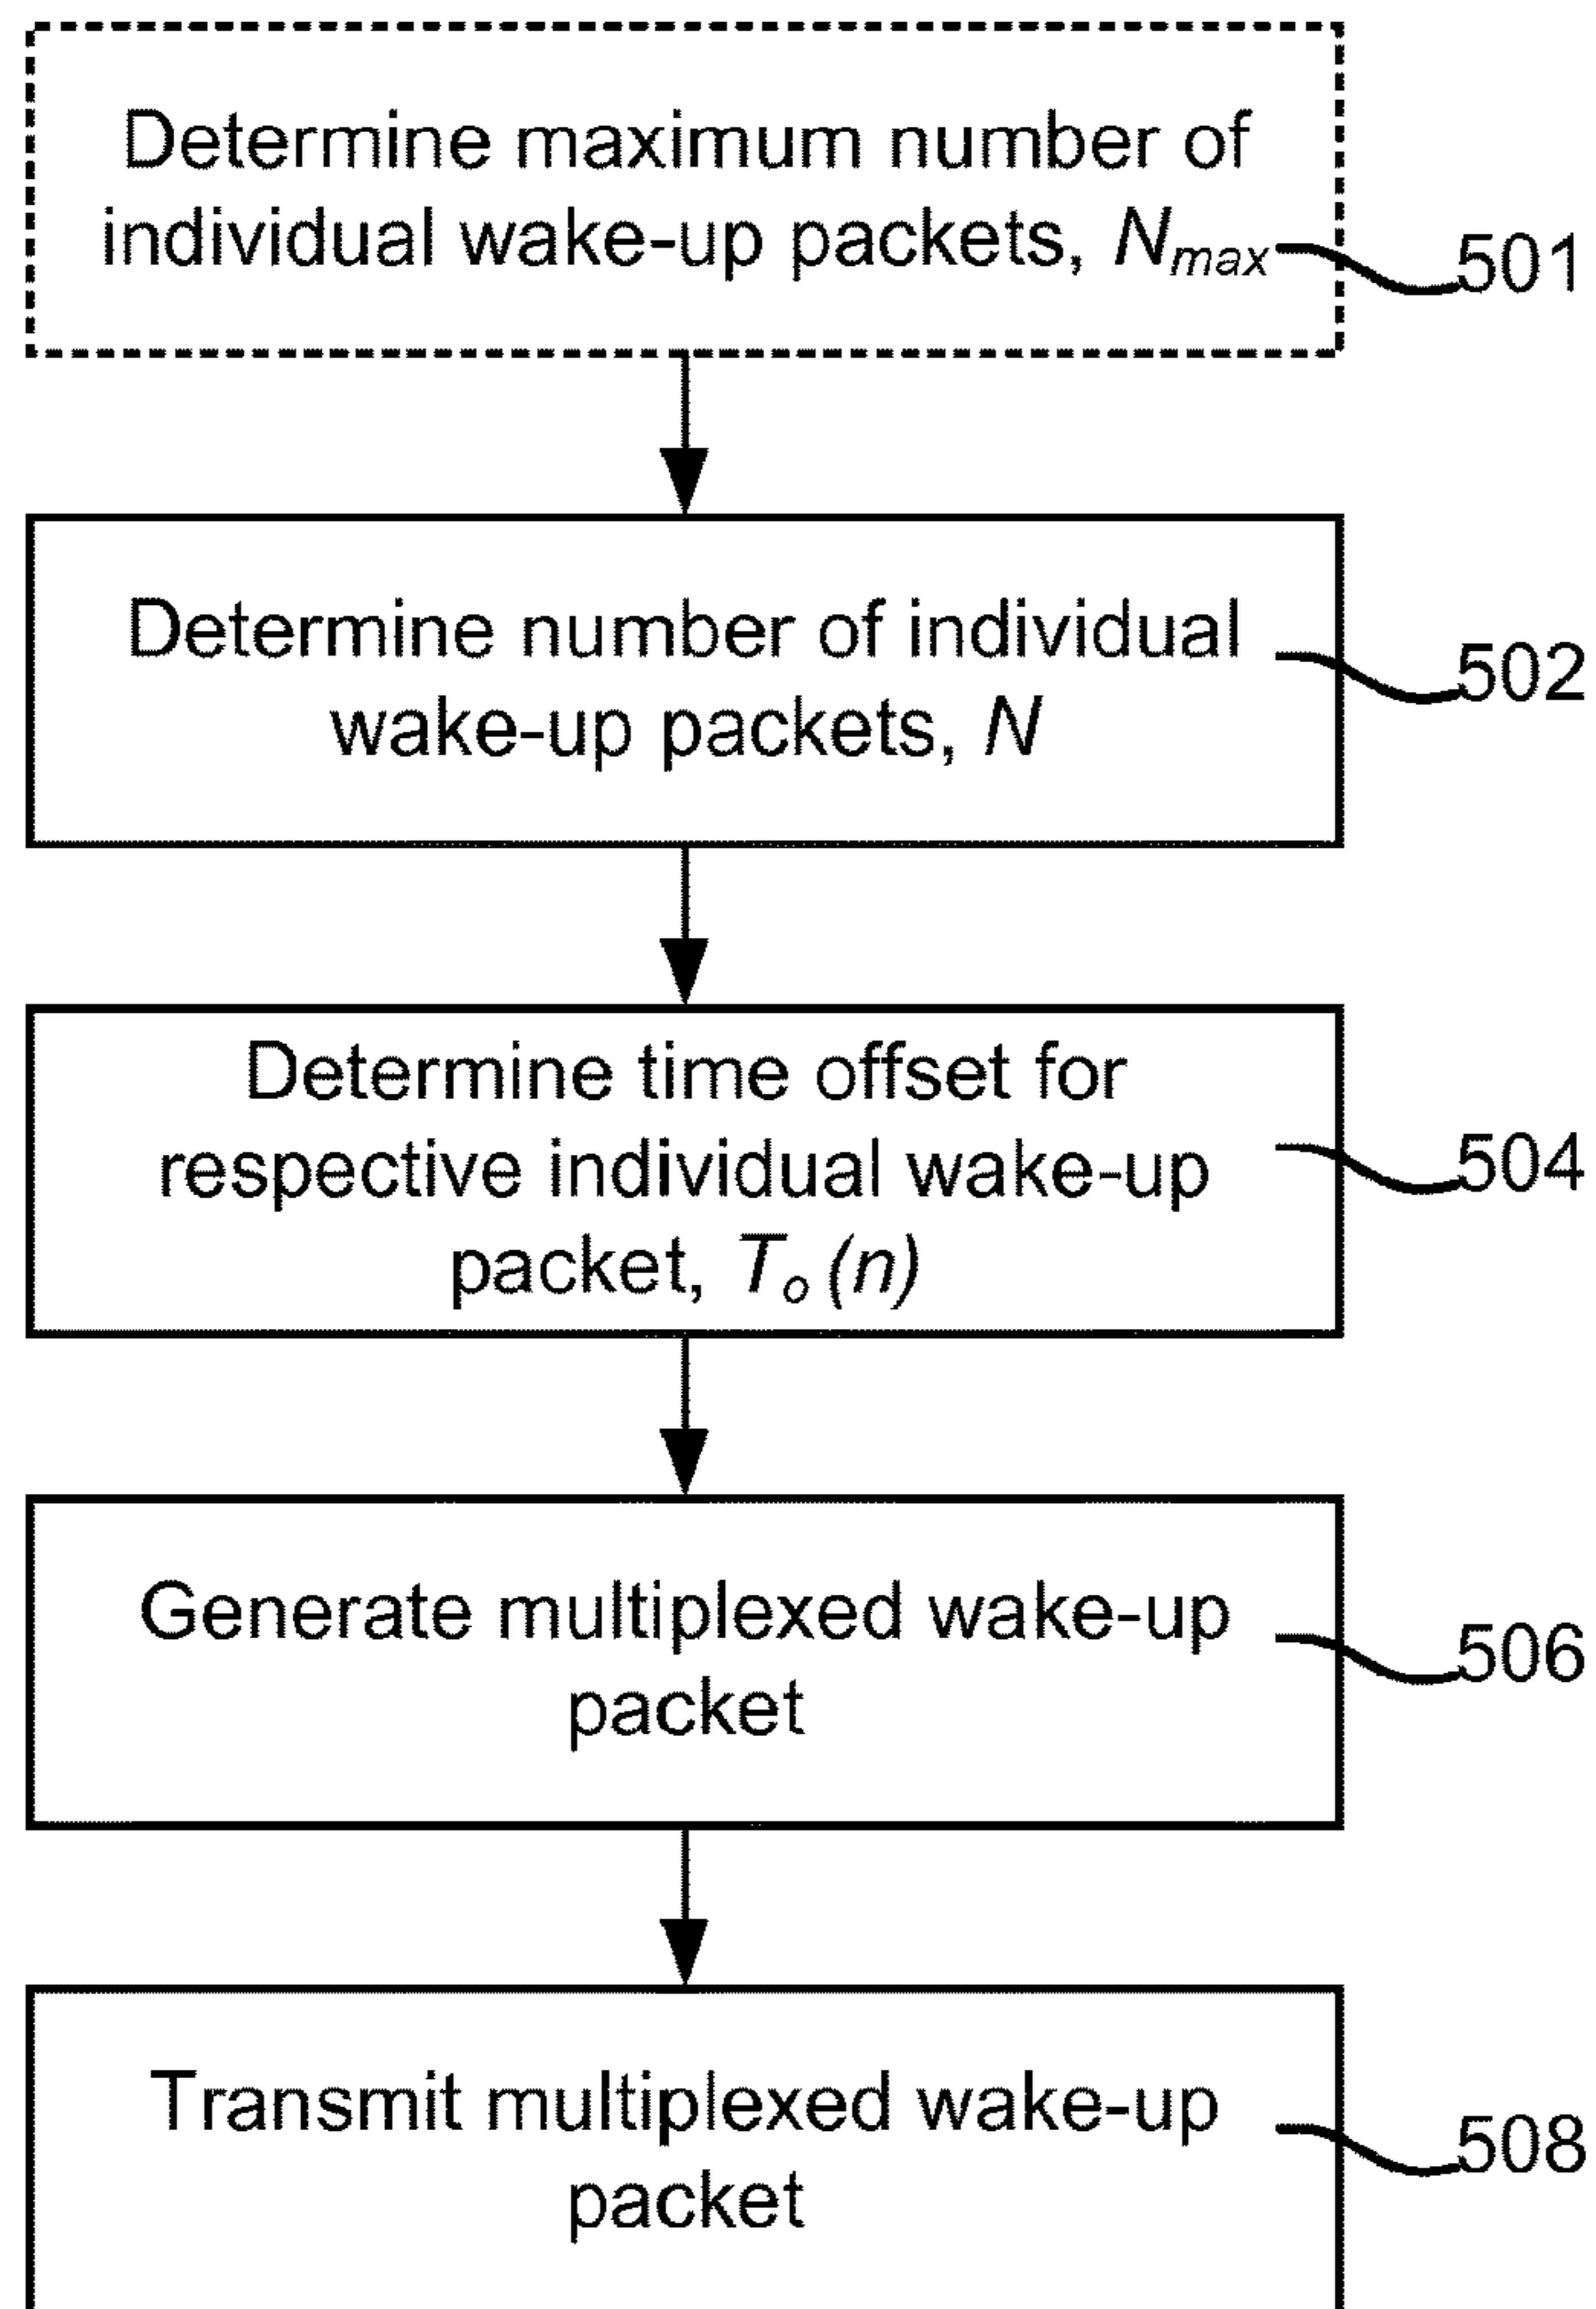 Determine maximum number of
individual wake-up packets, Nmax
501
Determine number of individual
wake-up packets, N
502
Determine time offset for
respective individual wake-up
packet, To (n)
504
Generate multiplexed wake-up
packet
506
Transmit multiplexed wake-up
packet
508